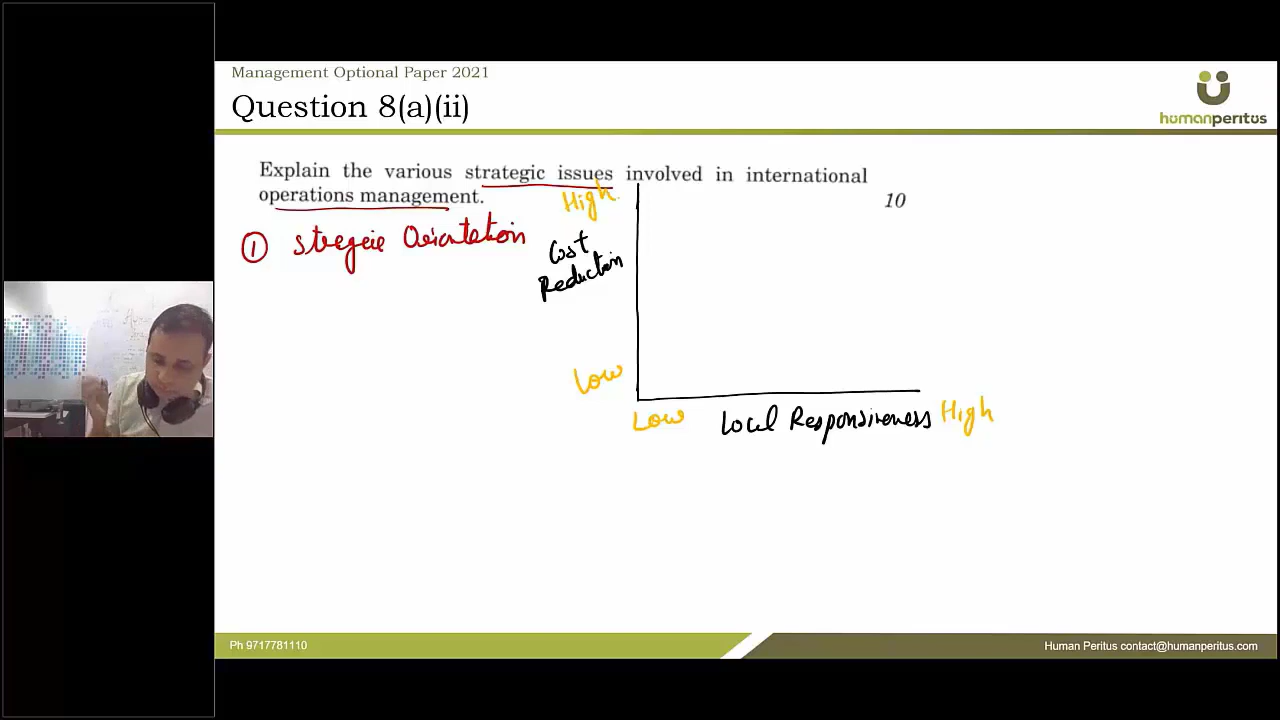 Management Optional Paper 2021
Question 8(a)(ii)
humanperitus
Explain the various strategic issues involved in international
operations management.
10
High
① Orientation
Cost
Reduction
Low
Low Local Responsiveness High
Ph 9717781110
Human Peritus contact@humanperitus.com